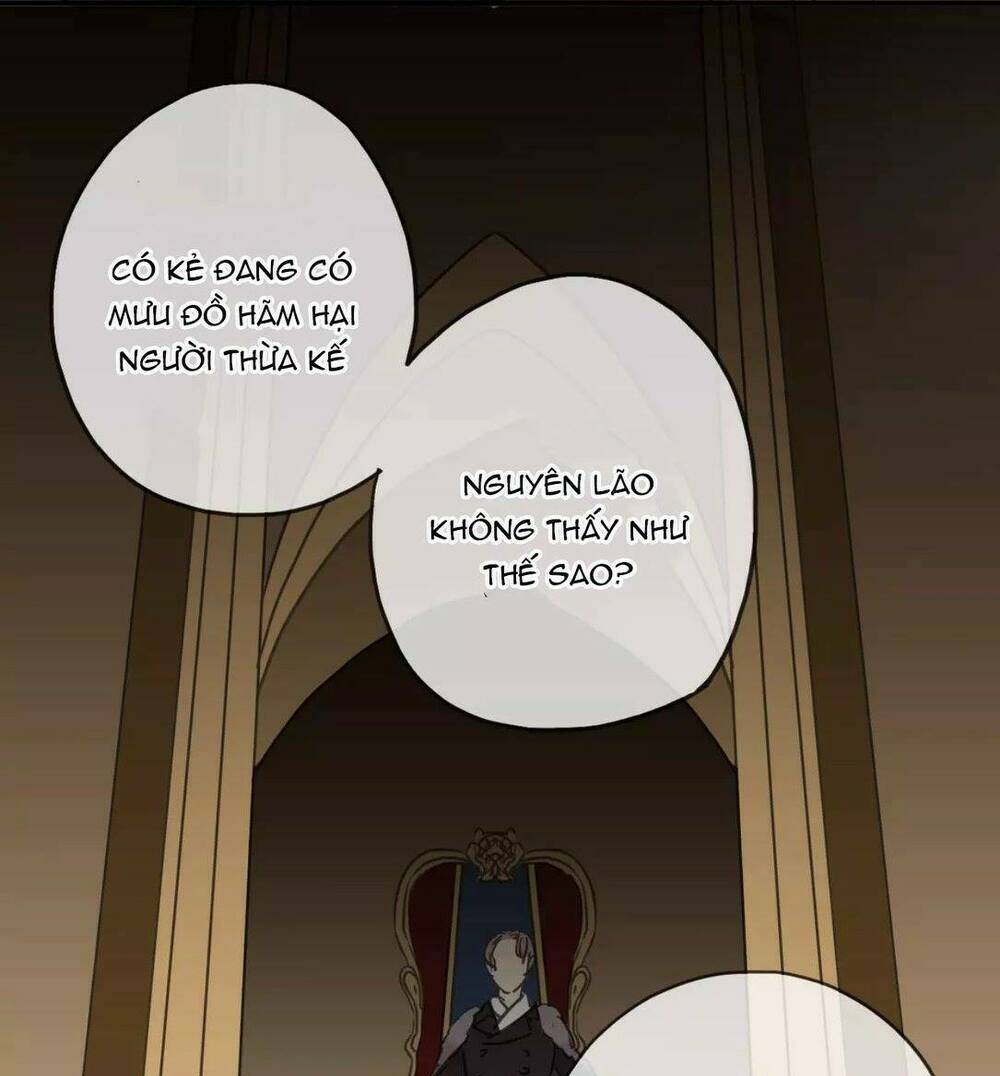 CÓ KẺ ĐANG CÓ
MƯU ĐỒ HÃM HẠI
NGƯỜI THỪA KẾ
NGUYÊN LÃO
KHÔNG THẤY NHƯ
THẾ SAO?